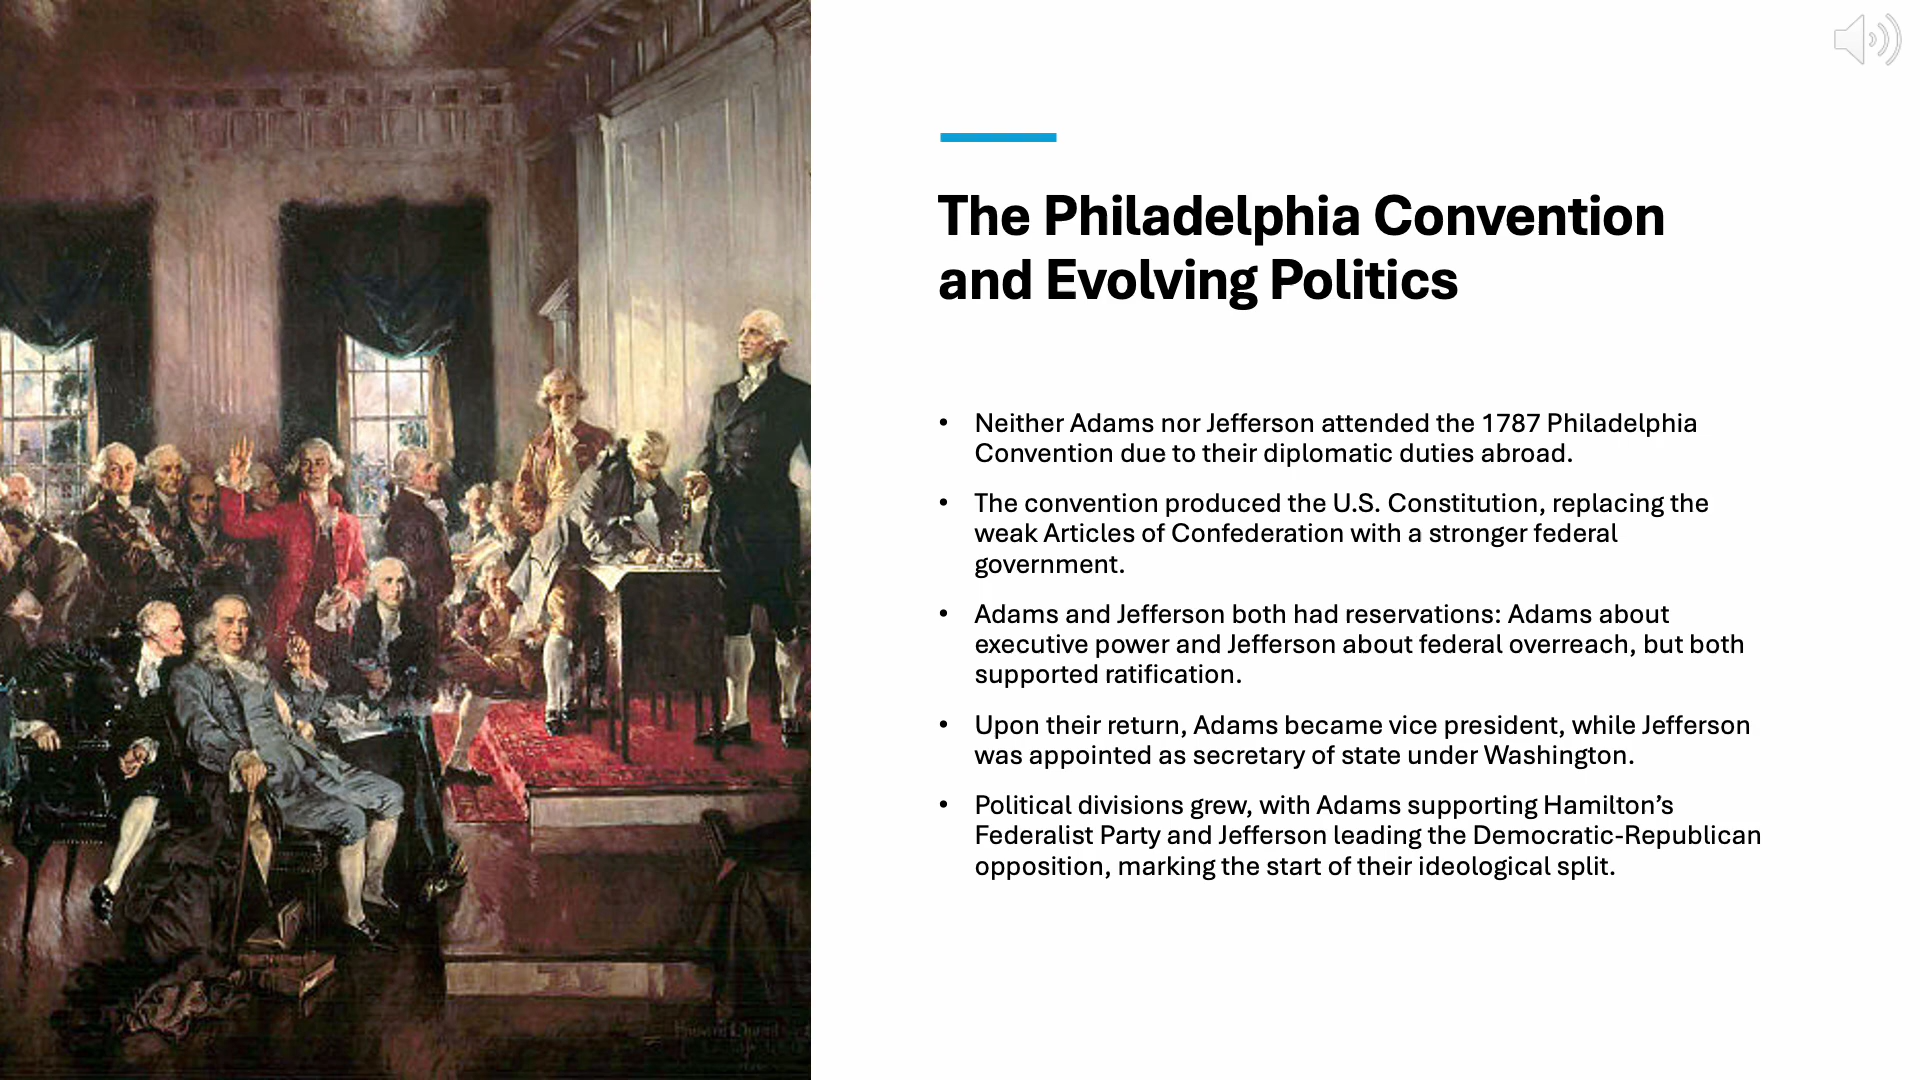 The Philadelphia Convention
and Evolving Politics
• Neither Adams nor Jefferson attended the 1787 Philadelphia
Convention due to their diplomatic duties abroad.
• The convention produced the U.S. Constitution, replacing the
weak Articles of Confederation with a stronger federal
government.
• Adams and Jefferson both had reservations: Adams about
executive power and Jefferson about federal overreach, but both
supported ratification.
• Upon their return, Adams became vice president, while Jefferson
was appointed as secretary of state under Washington.
• Political divisions grew, with Adams supporting Hamilton’s
Federalist Party and Jefferson leading the Democratic-Republican
opposition, marking the start of their ideological split.